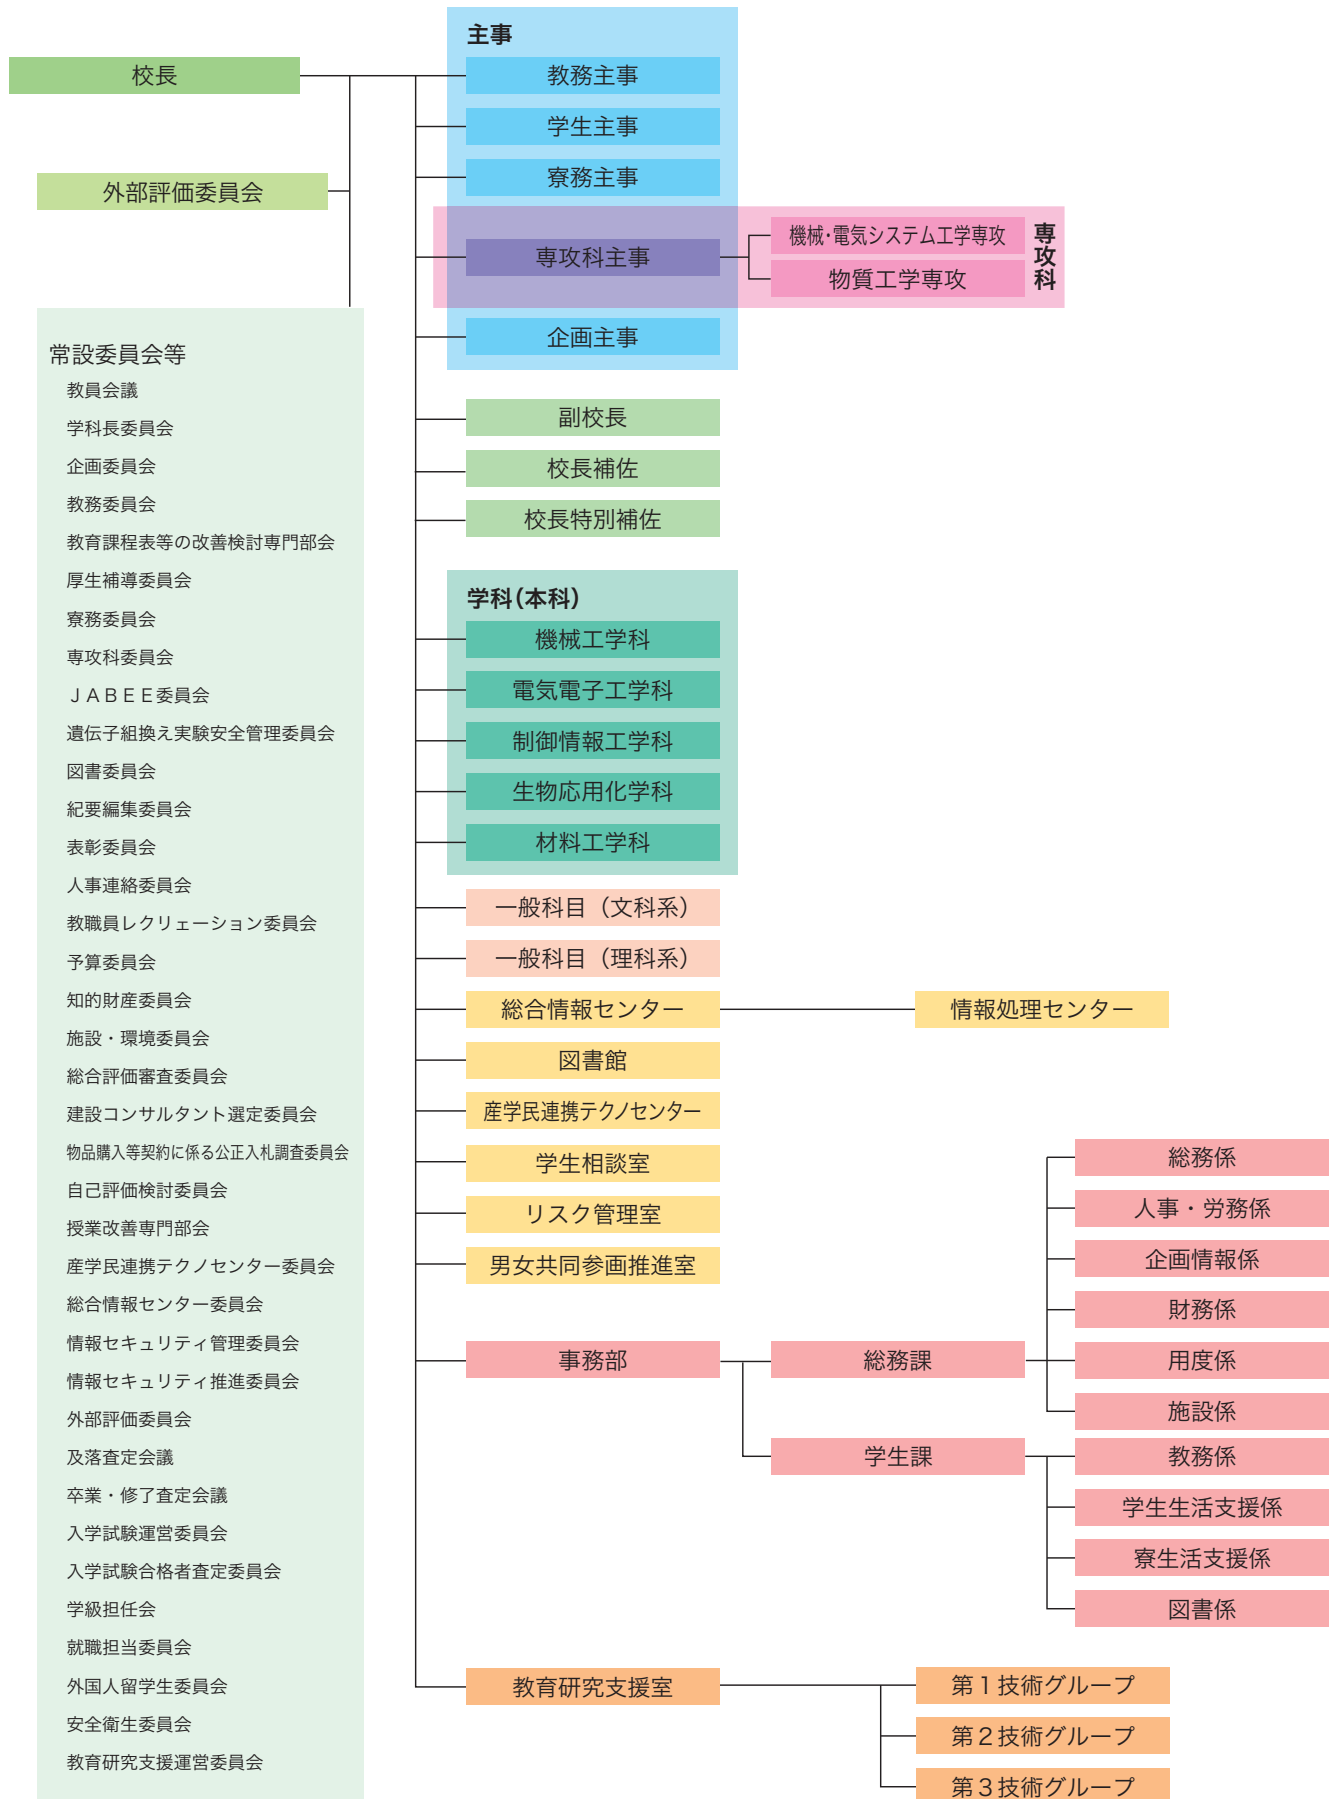 校長
外部評価委員会
常設委員会等
教員会議
学科長委員会
企画委員会
教務委員会
教育課程表等の改善検討専門部会
厚生補導委員会
寮務委員会
専攻科委員会
ＪＡＢＥＥ委員会
遺伝子組換え実験安全管理委員会
図書委員会
紀要編集委員会
表彰委員会
人事連絡委員会
教職員レクリェーション委員会
予算委員会
知的財産委員会
施設・環境委員会
総合評価審査委員会
建設コンサルタント選定委員会
物品購入等契約に係る公正入札調査委員会
自己評価検討委員会
授業改善専門部会
産学民連携テクノセンター委員会
総合情報センター委員会
情報セキュリティ管理委員会
情報セキュリティ推進委員会
外部評価委員会
及落査定会議
卒業・修了査定会議
入学試験運営委員会
入学試験合格者査定委員会
学級担任会
就職担当委員会
外国人留学生委員会
安全衛生委員会
教育研究支援運営委員会
主事
教務主事
学生主事
寮務主事
専攻科主事
機械・電気システム工学専攻
物質工学専攻
専攻科
企画主事
副校長
校長補佐
校長特別補佐
学科（本科）
機械工学科
電気電子工学科
制御情報工学科
生物応用化学科
材料工学科
一般科目（文科系）
一般科目（理科系）
総合情報センター
情報処理センター
図書館
産学民連携テクノセンター
学生相談室
リスク管理室
男女共同参画推進室
事務部
総務課
総務係
人事・労務係
企画情報係
財務係
用度係
施設係
学生課
教務係
学生生活支援係
寮生活支援係
図書係
教育研究支援室
第１技術グループ
第２技術グループ
第３技術グループ